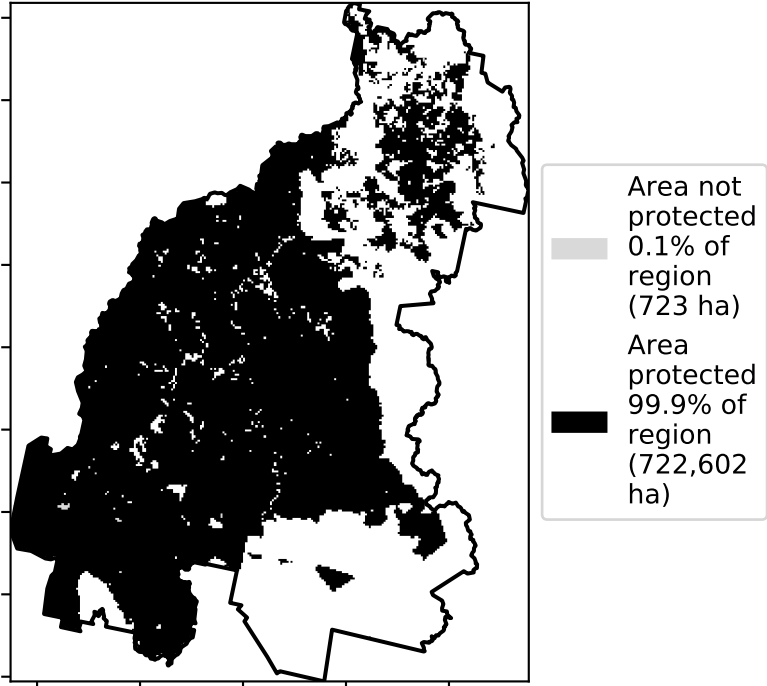 Area not
protected
0.1% of
region
(723 ha)
Area
protected
99.9% of
region
(722,602
ha)